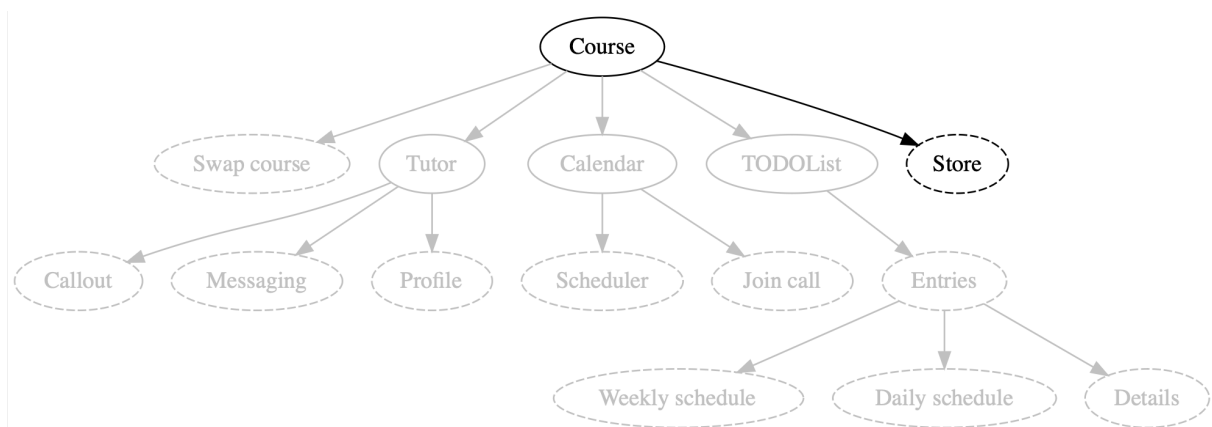 Course
Swap course
Tutor
Calendar
TODOList
Store
Callout
Messaging
Profile
Scheduler
Join call
Entries
Weekly schedule
Daily schedule
Details